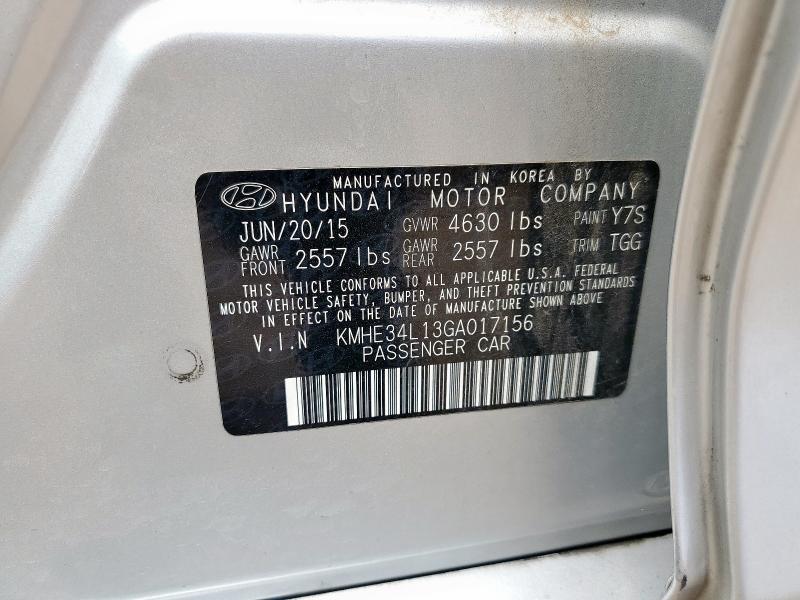 MANUFACTURED IN KOREA BY
HYUNDAI MOTOR COMPANY
JUN/20/15 GVWR 4630 lbs PAINT Y7S
GAWR FRONT 2557 lbs GAWR REAR 2557 lbs TRIM TGG
THIS VEHICLE CONFORMS TO ALL APPLICABLE U.S.A. FEDERAL
MOTOR VEHICLE SAFETY, BUMPER, AND THEFT PREVENTION STANDARDS
IN EFFECT ON THE DATE OF MANUFACTURE SHOWN ABOVE
V.I.N KMHE34L13GA017156
PASSENGER CAR